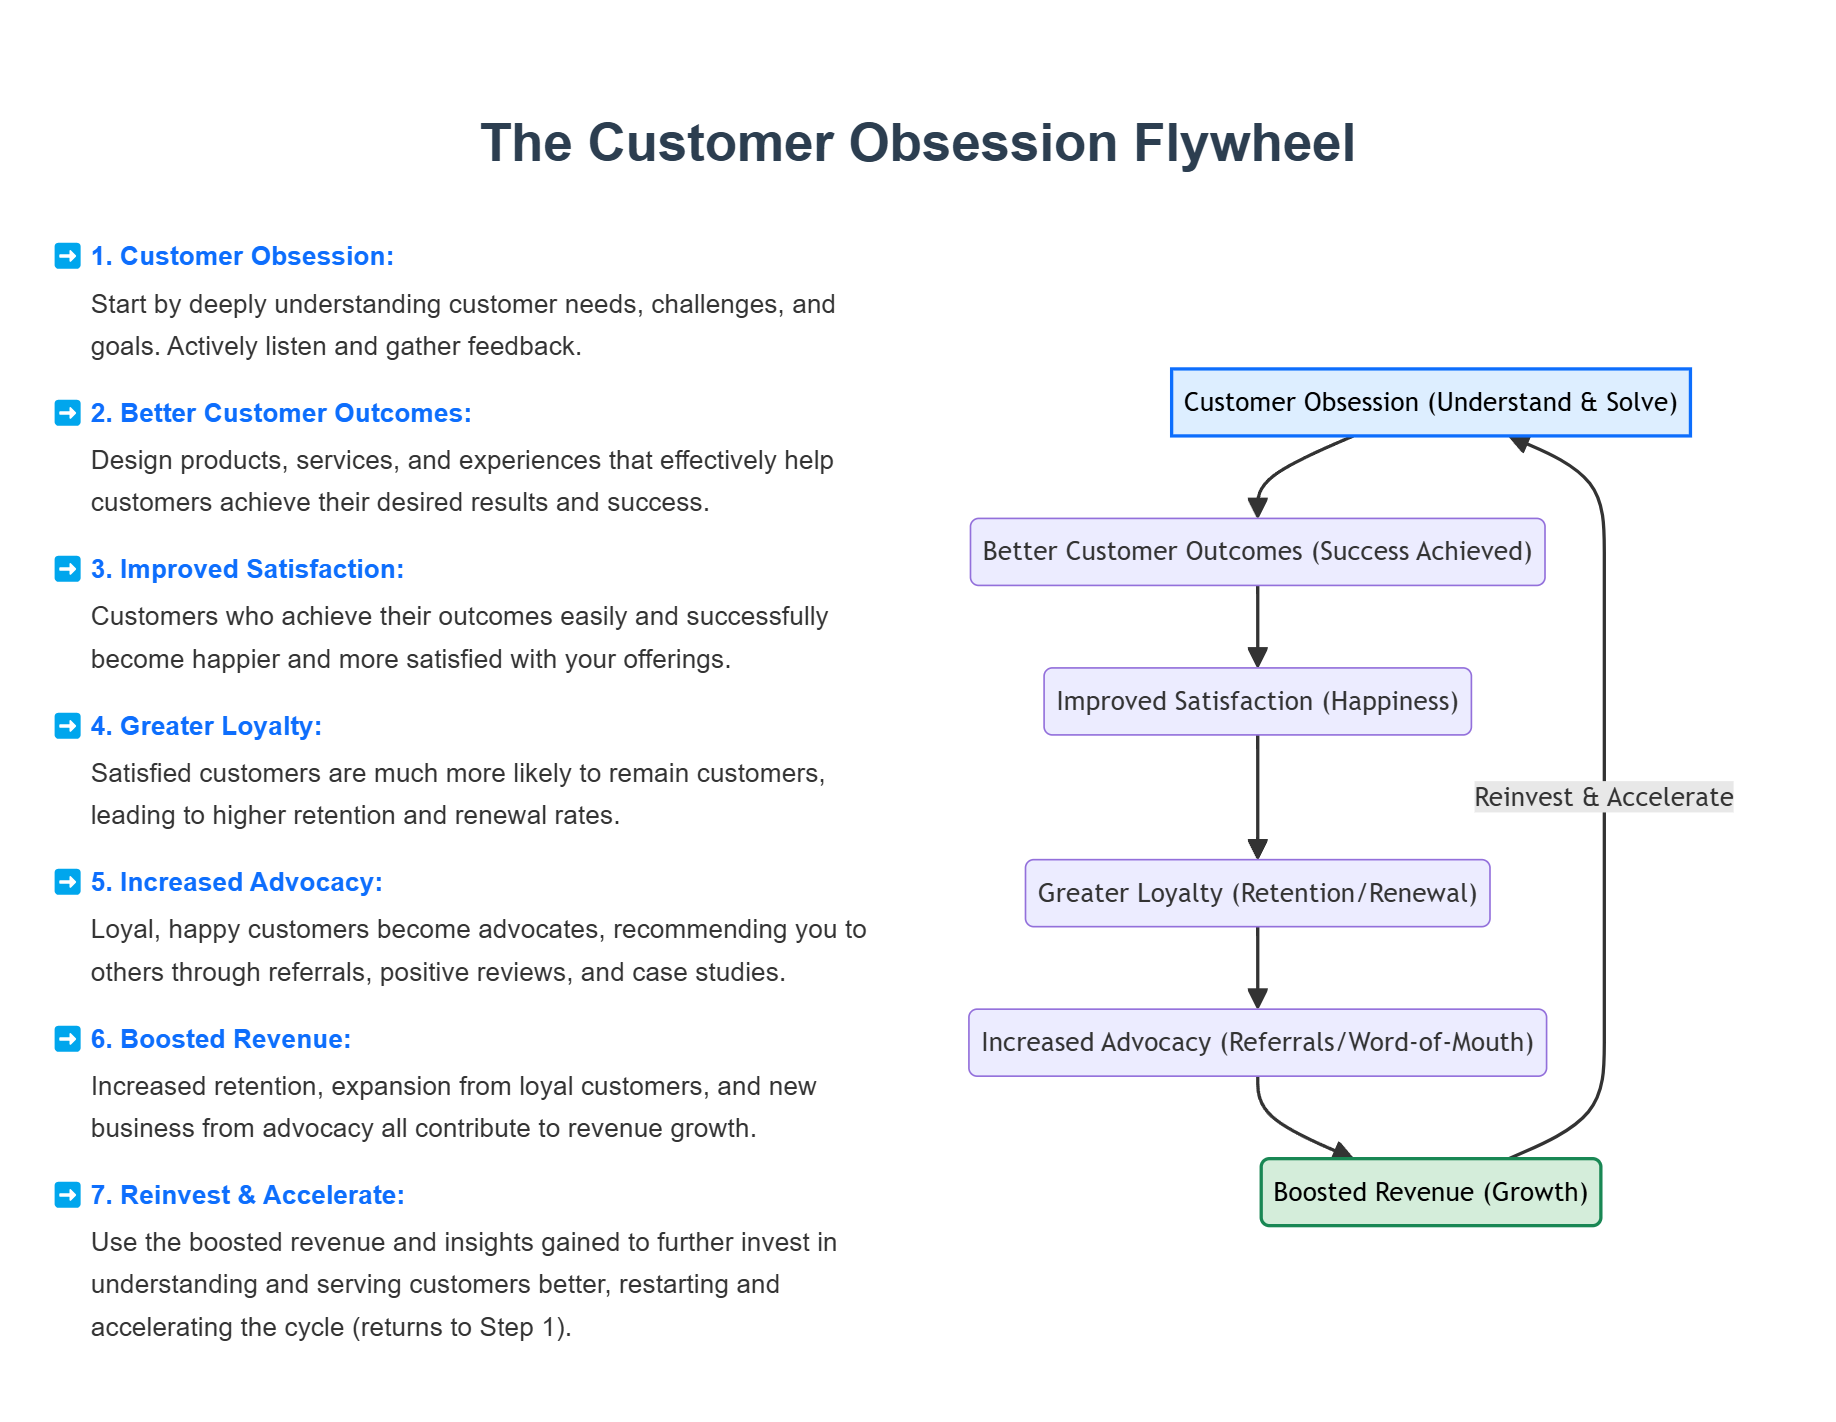 The Customer Obsession Flywheel
➡ 1. Customer Obsession:
Start by deeply understanding customer needs, challenges, and
goals. Actively listen and gather feedback.
➡ 2. Better Customer Outcomes:
Design products, services, and experiences that effectively help
customers achieve their desired results and success.
➡ 3. Improved Satisfaction:
Customers who achieve their outcomes easily and successfully
become happier and more satisfied with your offerings.
➡ 4. Greater Loyalty:
Satisfied customers are much more likely to remain customers,
leading to higher retention and renewal rates.
➡ 5. Increased Advocacy:
Loyal, happy customers become advocates, recommending you to
others through referrals, positive reviews, and case studies.
➡ 6. Boosted Revenue:
Increased retention, expansion from loyal customers, and new
business from advocacy all contribute to revenue growth.
➡ 7. Reinvest & Accelerate:
Use the boosted revenue and insights gained to further invest in
understanding and serving customers better, restarting and
accelerating the cycle (returns to Step 1).
Customer Obsession (Understand & Solve)
Better Customer Outcomes (Success Achieved)
Improved Satisfaction (Happiness)
Reinvest & Accelerate
Greater Loyalty (Retention/Renewal)
Increased Advocacy (Referrals/Word-of-Mouth)
Boosted Revenue (Growth)